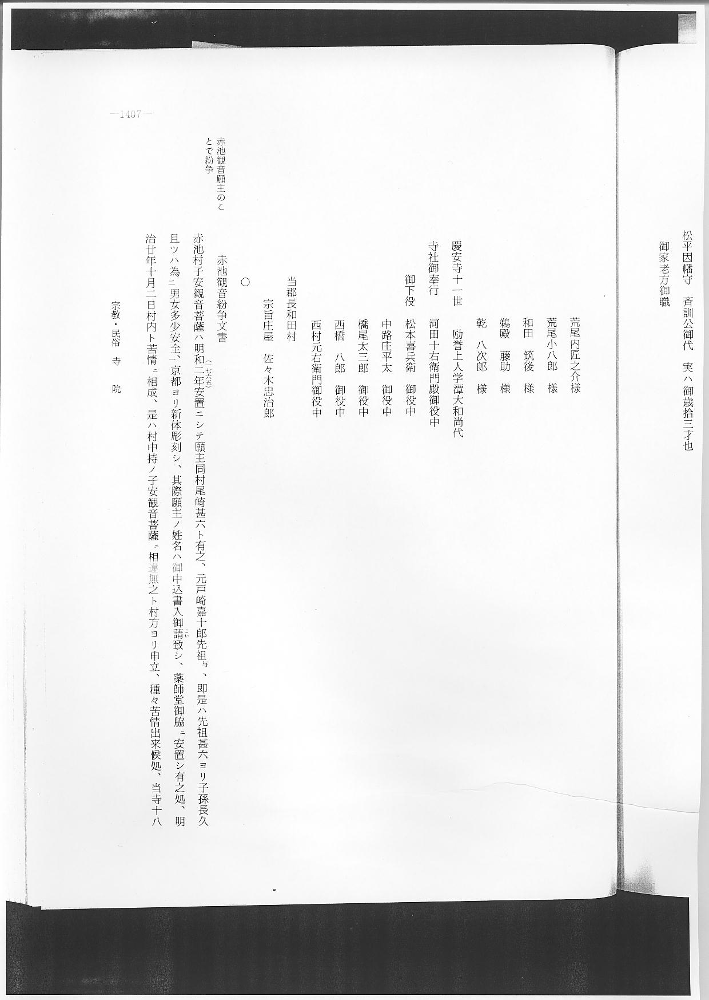 松平因幡守　斉訓公御代　実ハ御歳拾三才也
御家老方御職
荒尾内匠之介様
荒尾小八郎　様
和田　筑後　様
鵜殿　藤助　様
乾　八次郎　様
慶安寺十一世　励誉上人学潭大和尚代
寺社御奉行　河田十右衛門殿御役中
御下役　松本喜兵衛　御役中
中路庄平太　御役中
橋尾太三郎　御役中
西橋　八郎　御役中
西村元右衛門御役中
当郡長和田村
宗旨庄屋　佐々木忠治郎
〇
赤池観音願主のこ
とで紛争
赤池観音紛争文書
赤池村子安観音菩薩ハ明和二年(一七六五)安置ニシテ願主同村尾崎甚六ト有之、元戸崎嘉十郎先祖与、即是ハ先祖甚六ヨリ子孫長久
且ツハ為ニ男女多少安全、京都ヨリ新体彫刻シ、其際願主ノ姓名ハ御中込書入御請こい致シ、薬師堂御脇ニ安置シ有之処、明
治廿年十月二日村内ト苦情ニ相成、是ハ村中持ノ子安観音菩薩ニ相違無之ト村方ヨリ申立、種々苦情出来候処、当寺十八
宗教・民俗　寺　院
―1407―